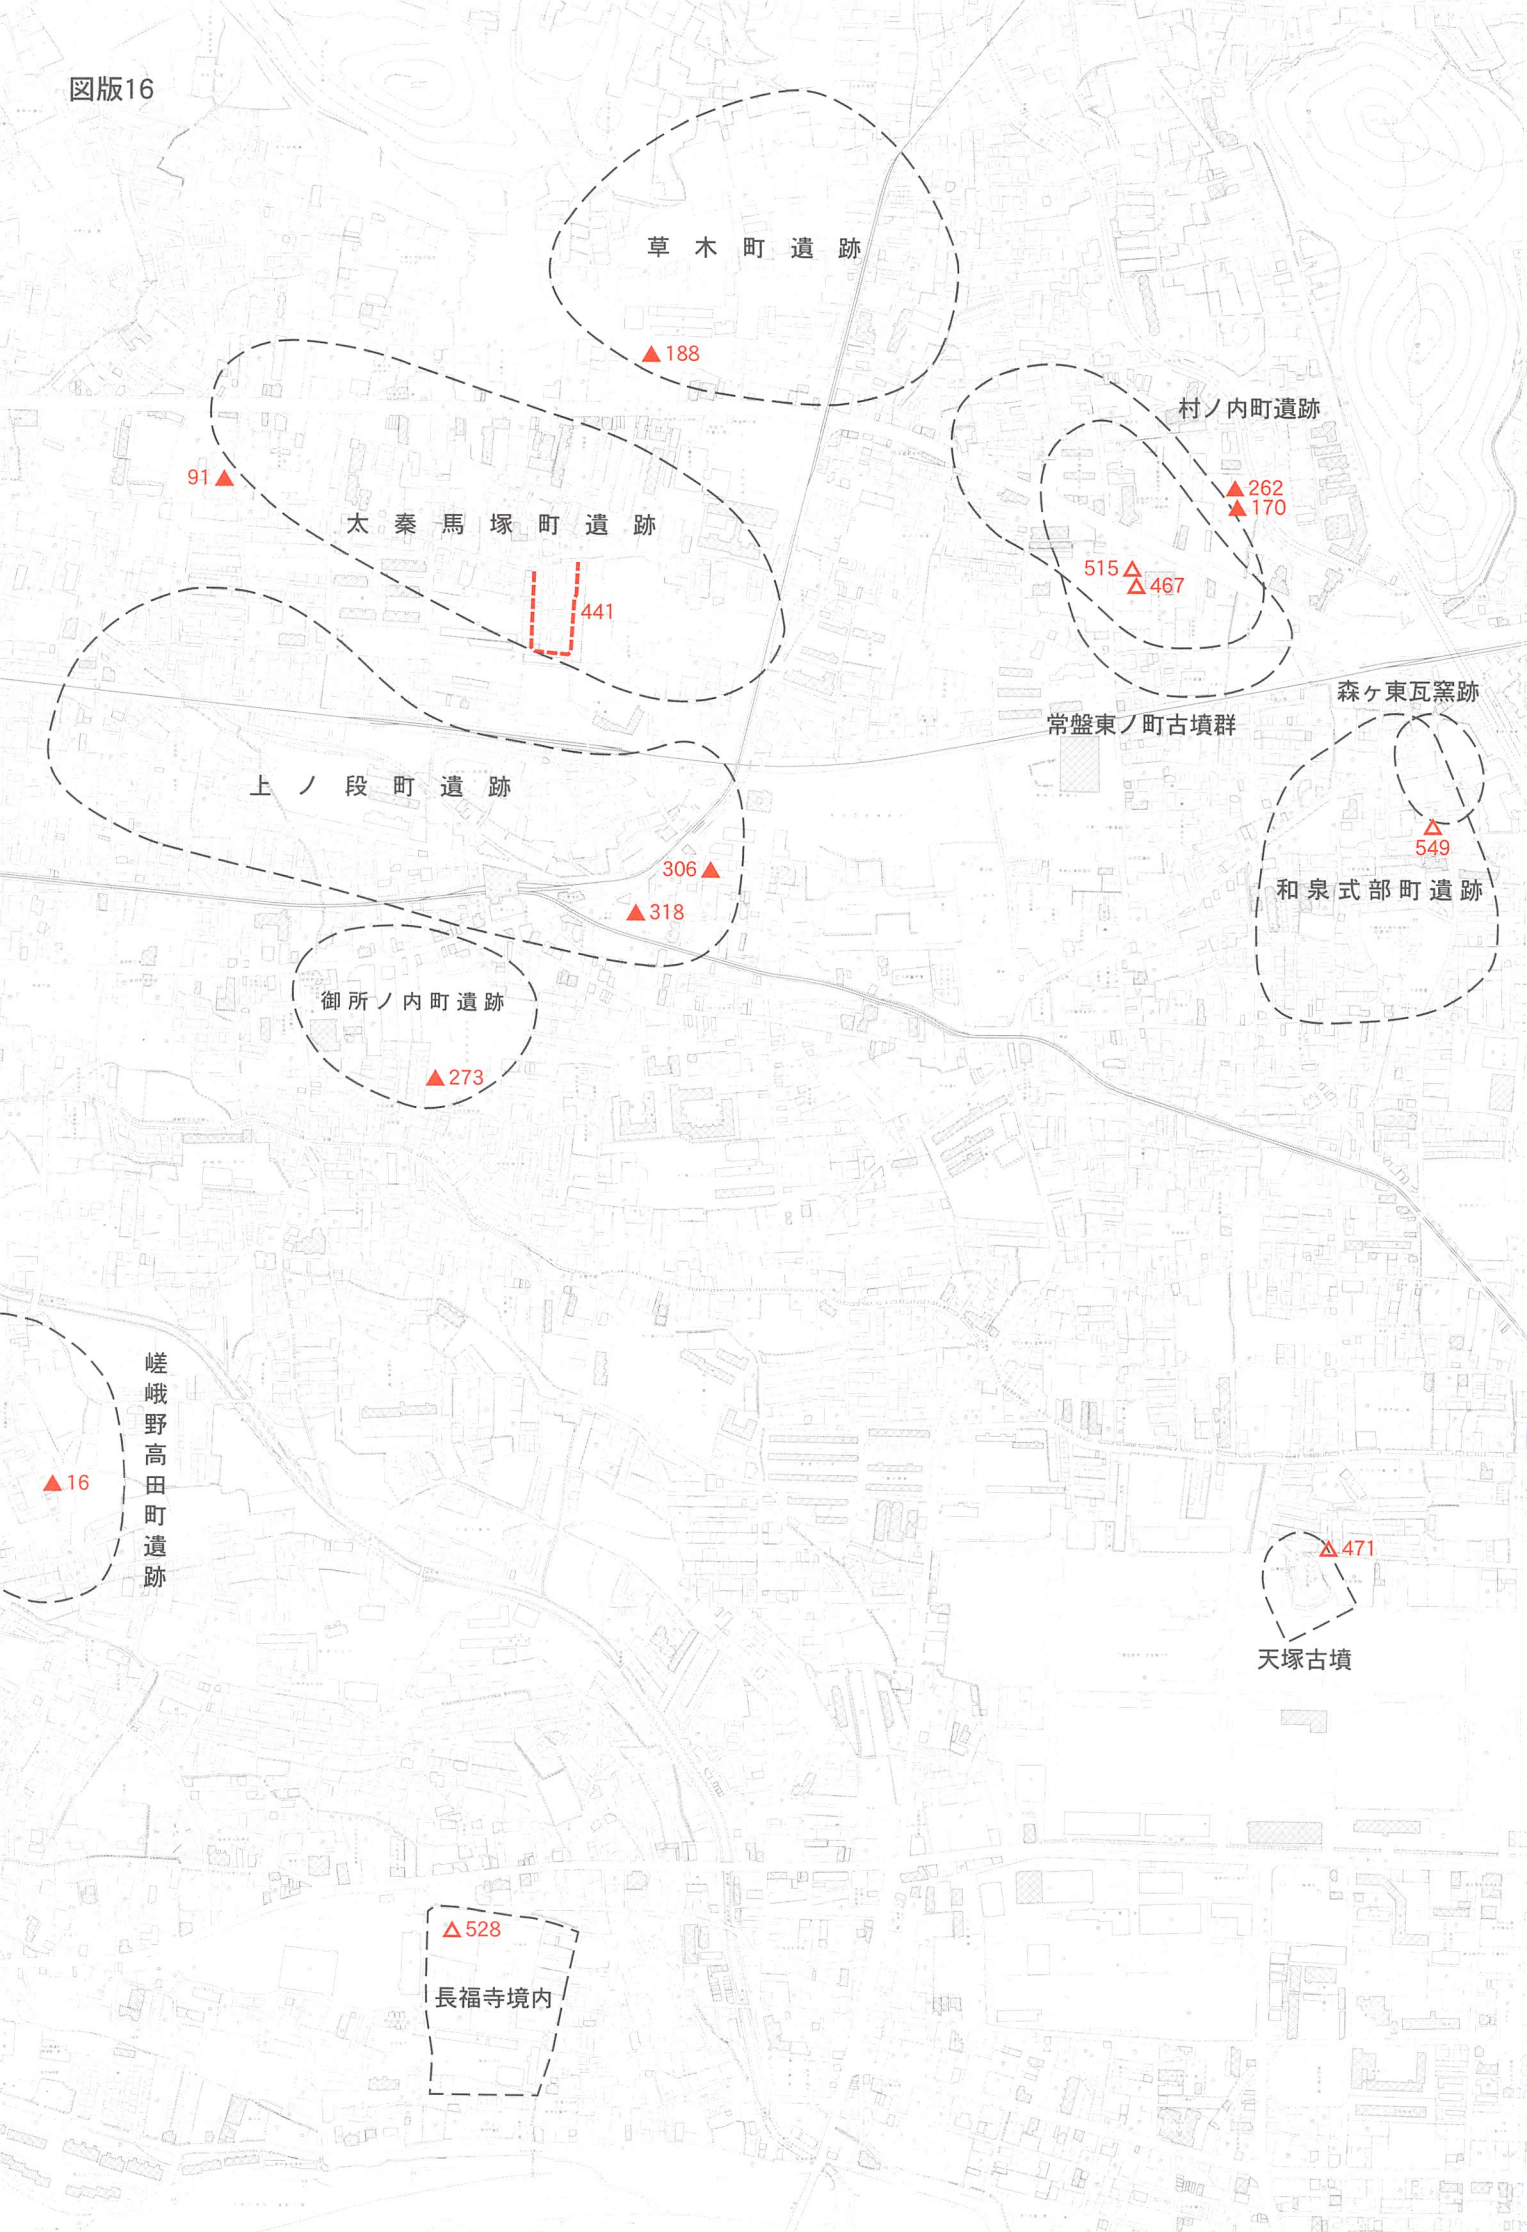 図版16
草木町遺跡
188
村ノ内町遺跡
91
262
170
太秦馬塚町遺跡
515
467
441
森ヶ東瓦窯跡
常盤東ノ町古墳群
上ノ段町遺跡
549
306
和泉式部町遺跡
318
御所ノ内町遺跡
273
嵯峨野高田町遺跡
16
471
天塚古墳
528
長福寺境内